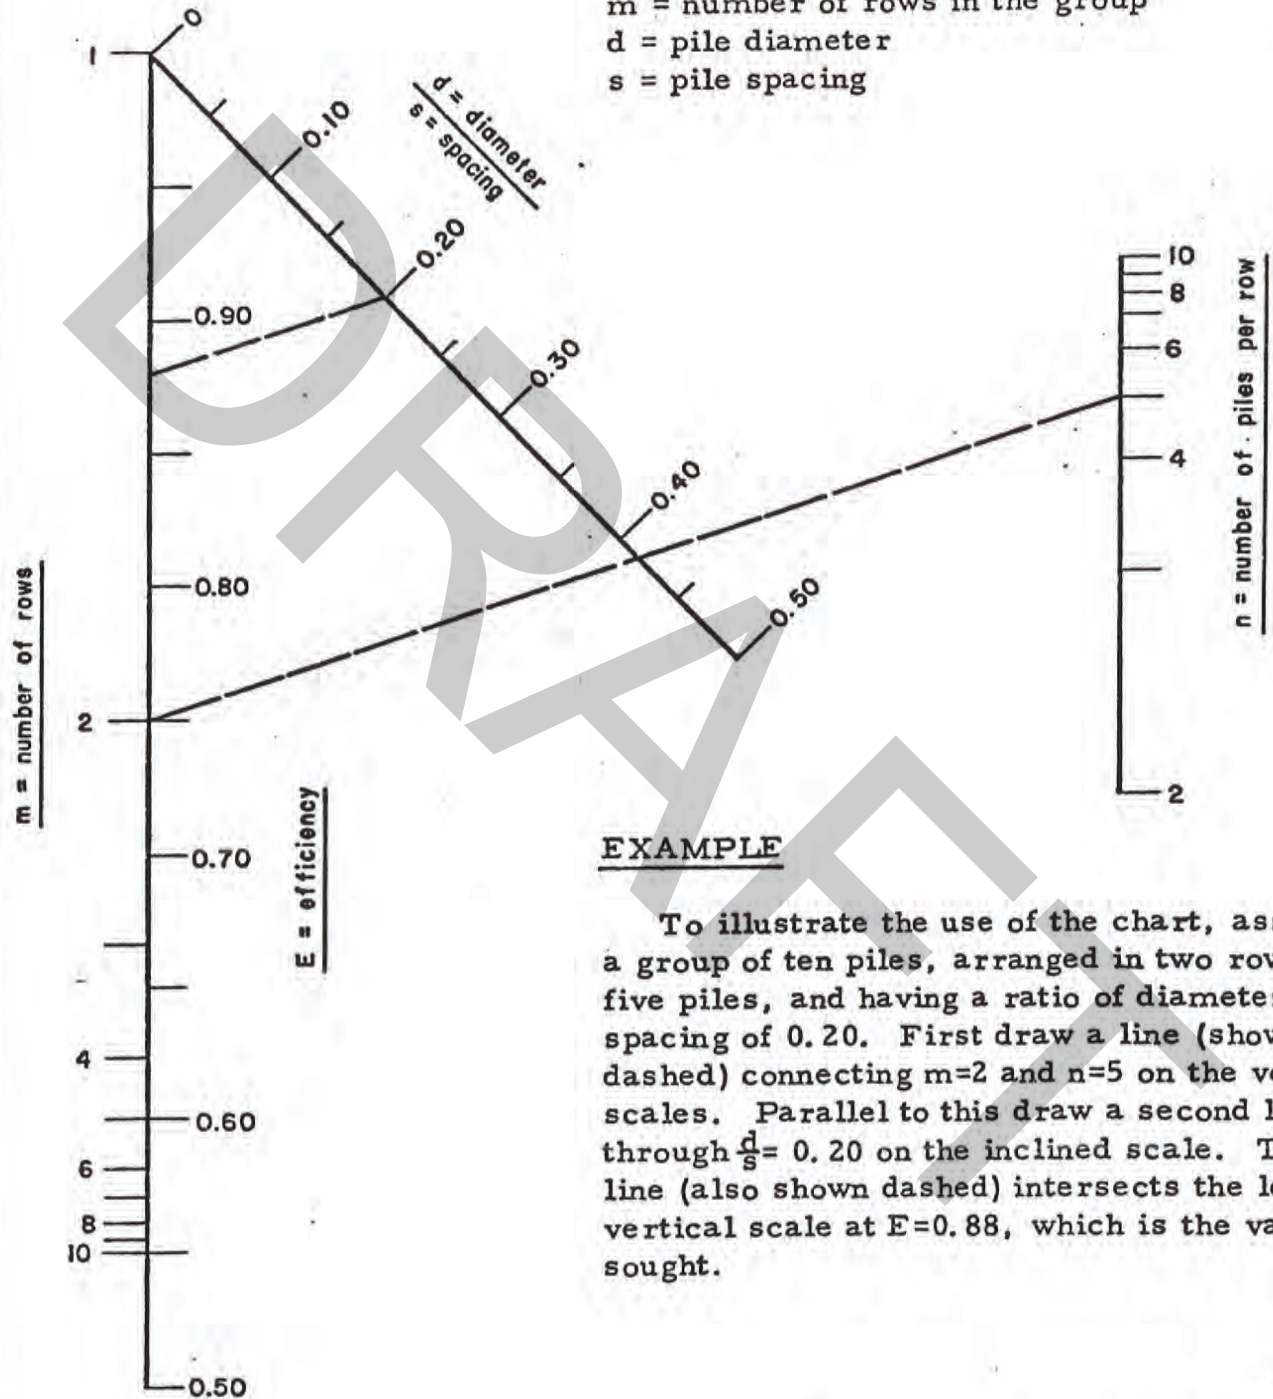 m = number of rows in the group
d = pile diameter
s = pile spacing
0
1
0.10
d = diameter
s = spacing
0.20
0.90
0.30
0.40
0.80
0.50
10
8
6
4
2
n = number of piles per row
m = number of rows
2
0.70
E = efficiency
4
0.60
6
8
10
0.50
EXAMPLE
To illustrate the use of the chart, as
a group of ten piles, arranged in two rov
five piles, and having a ratio of diamete
spacing of 0.20. First draw a line (shov
dashed) connecting m=2 and n=5 on the ve
scales. Parallel to this draw a second l
through d/s = 0.20 on the inclined scale. T
line (also shown dashed) intersects the le
vertical scale at E=0.88, which is the va
sought.
DRAFT